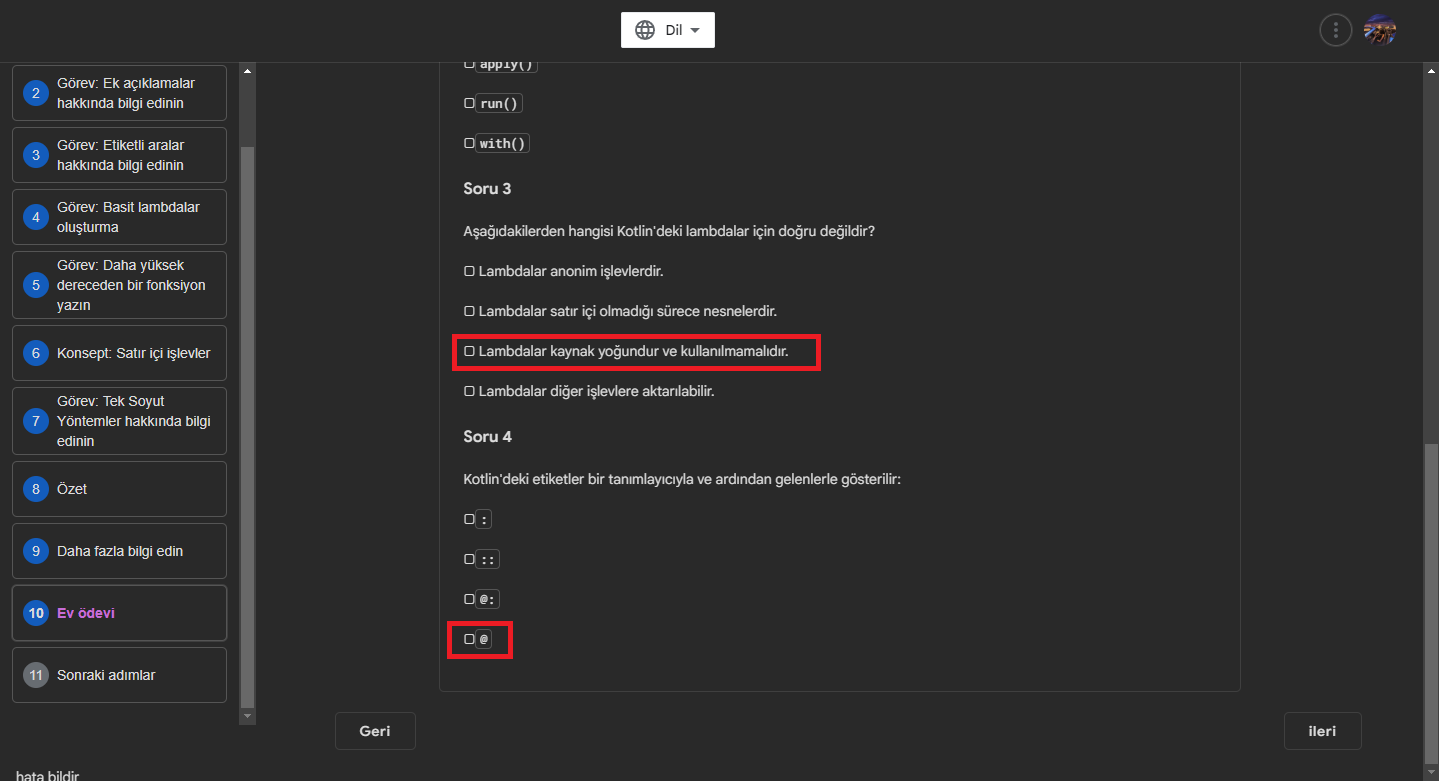 Dil
2
Görev: Ek açıklamalar
hakkında bilgi edinin
3
Görev: Etiketli aralar
hakkında bilgi edinin
4
Görev: Basit lambdalar
oluşturma
5
Görev: Daha yüksek
dereceden bir fonksiyon
yazın
6
Konsept: Satır içi işlevler
7
Görev: Tek Soyut
Yöntemler hakkında bilgi
edinin
8
Özet
9
Daha fazla bilgi edin
10
Ev ödevi
11
Sonraki adımlar
apply()
run()
with()
Soru 3
Aşağıdakilerden hangisi Kotlin'deki lambdalar için doğru değildir?
Lambdalar anonim işlevlerdir.
Lambdalar satır içi olmadığı sürece nesnelerdir.
Lambdalar kaynak yoğundur ve kullanılmamalıdır.
Lambdalar diğer işlevlere aktarılabilir.
Soru 4
Kotlin'deki etiketler bir tanımlayıcıyla ve ardından gelenlerle gösterilir:
:
::
@:
@
Geri
ileri
hata bildir